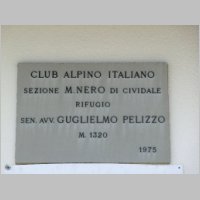 CLUB ALPINO ITALIANO
SEZIONE M.NERO DI CIVIDALE
RIFUGIO
SEN. AVV. GUGLIELMO PELIZZO
M. 1320
1975